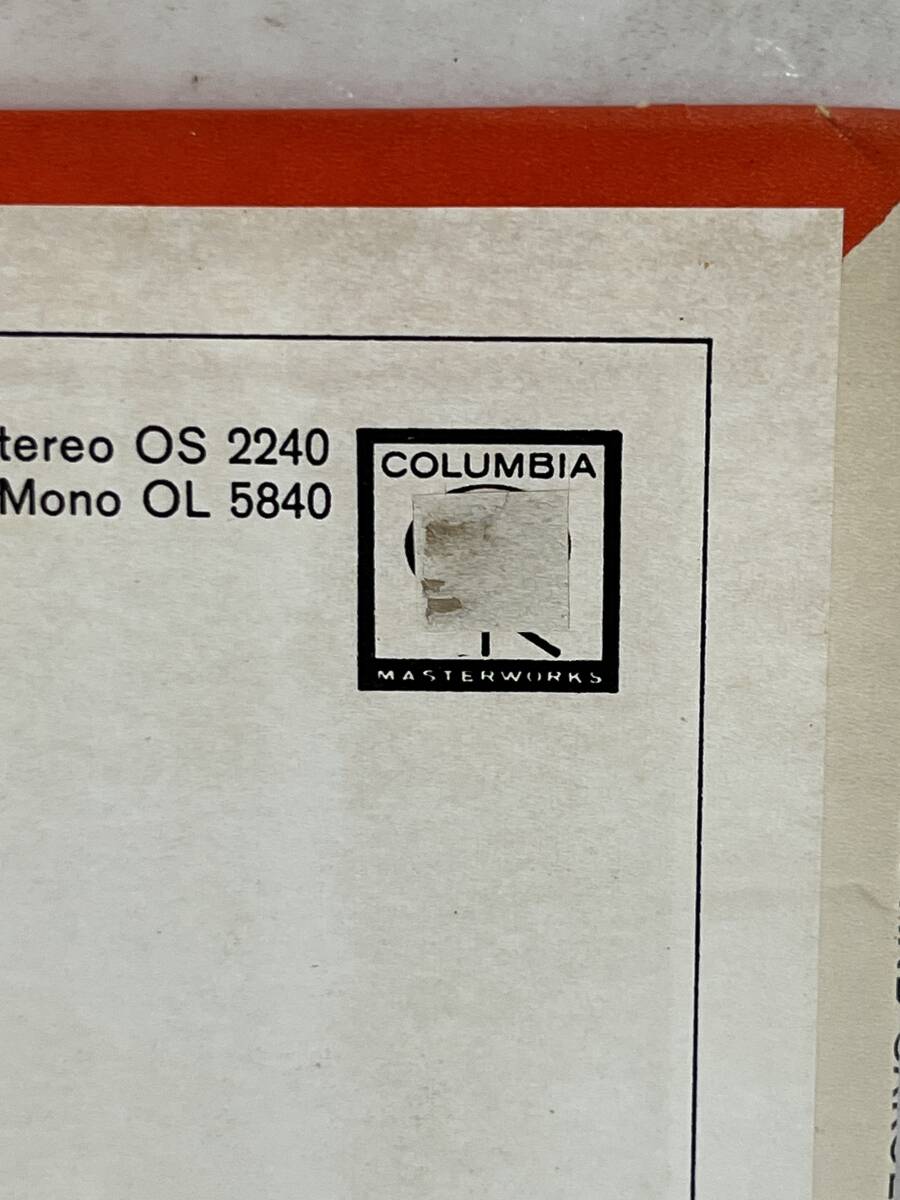 tereo OS 2240
Mono OL 5840
COLUMBIA
MASTERWORKS